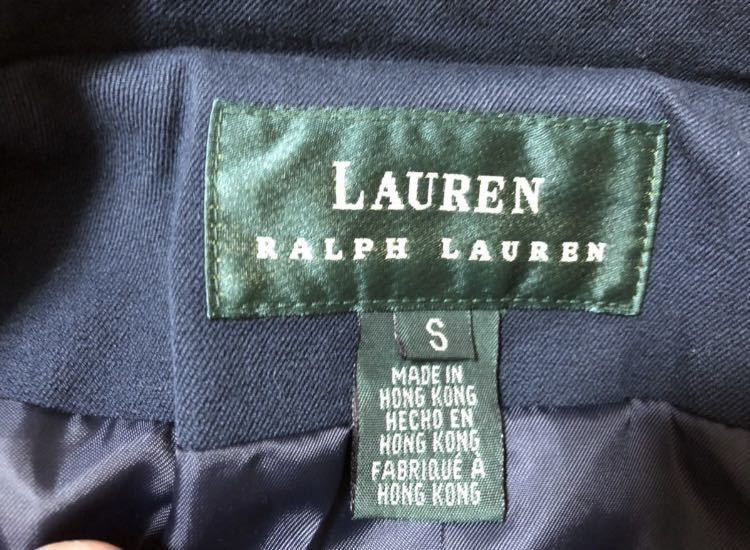 LAUREN
RALPH LAUREN
S
MADE IN
HONG KONG
HECHO EN
HONG KONG
FABRIQUÉ À
HONG KONG